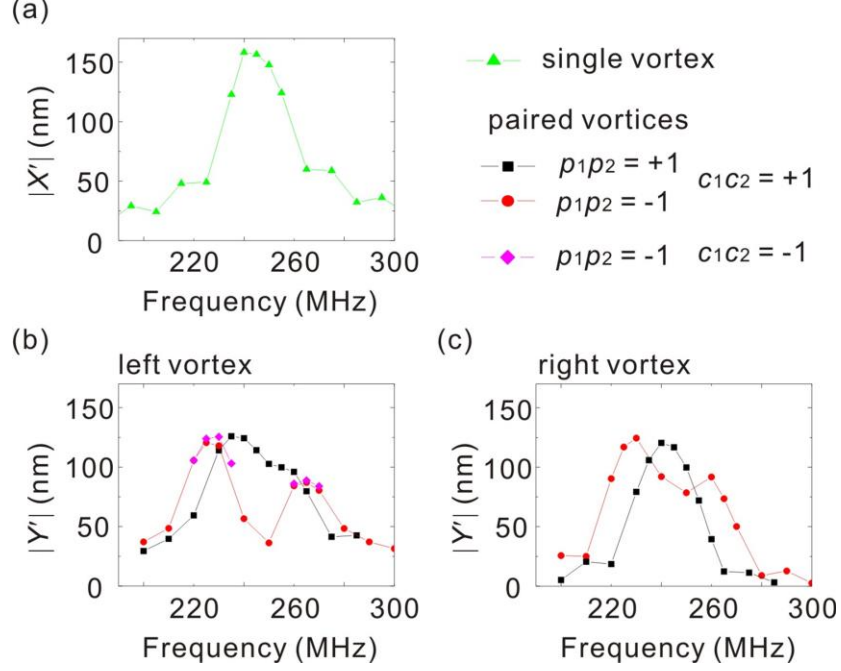 (a)
150
100
50
0
|X'| (nm)
220 260 300
Frequency (MHz)
single vortex
paired vortices
p1p2 = +1
c1c2 = +1
p1p2 = -1
p1p2 = -1 c1c2 = -1
(b)
left vortex
150
100
50
0
|Y'| (nm)
220 260 300
Frequency (MHz)
(c)
right vortex
150
100
50
0
|Y'| (nm)
220 260 300
Frequency (MHz)